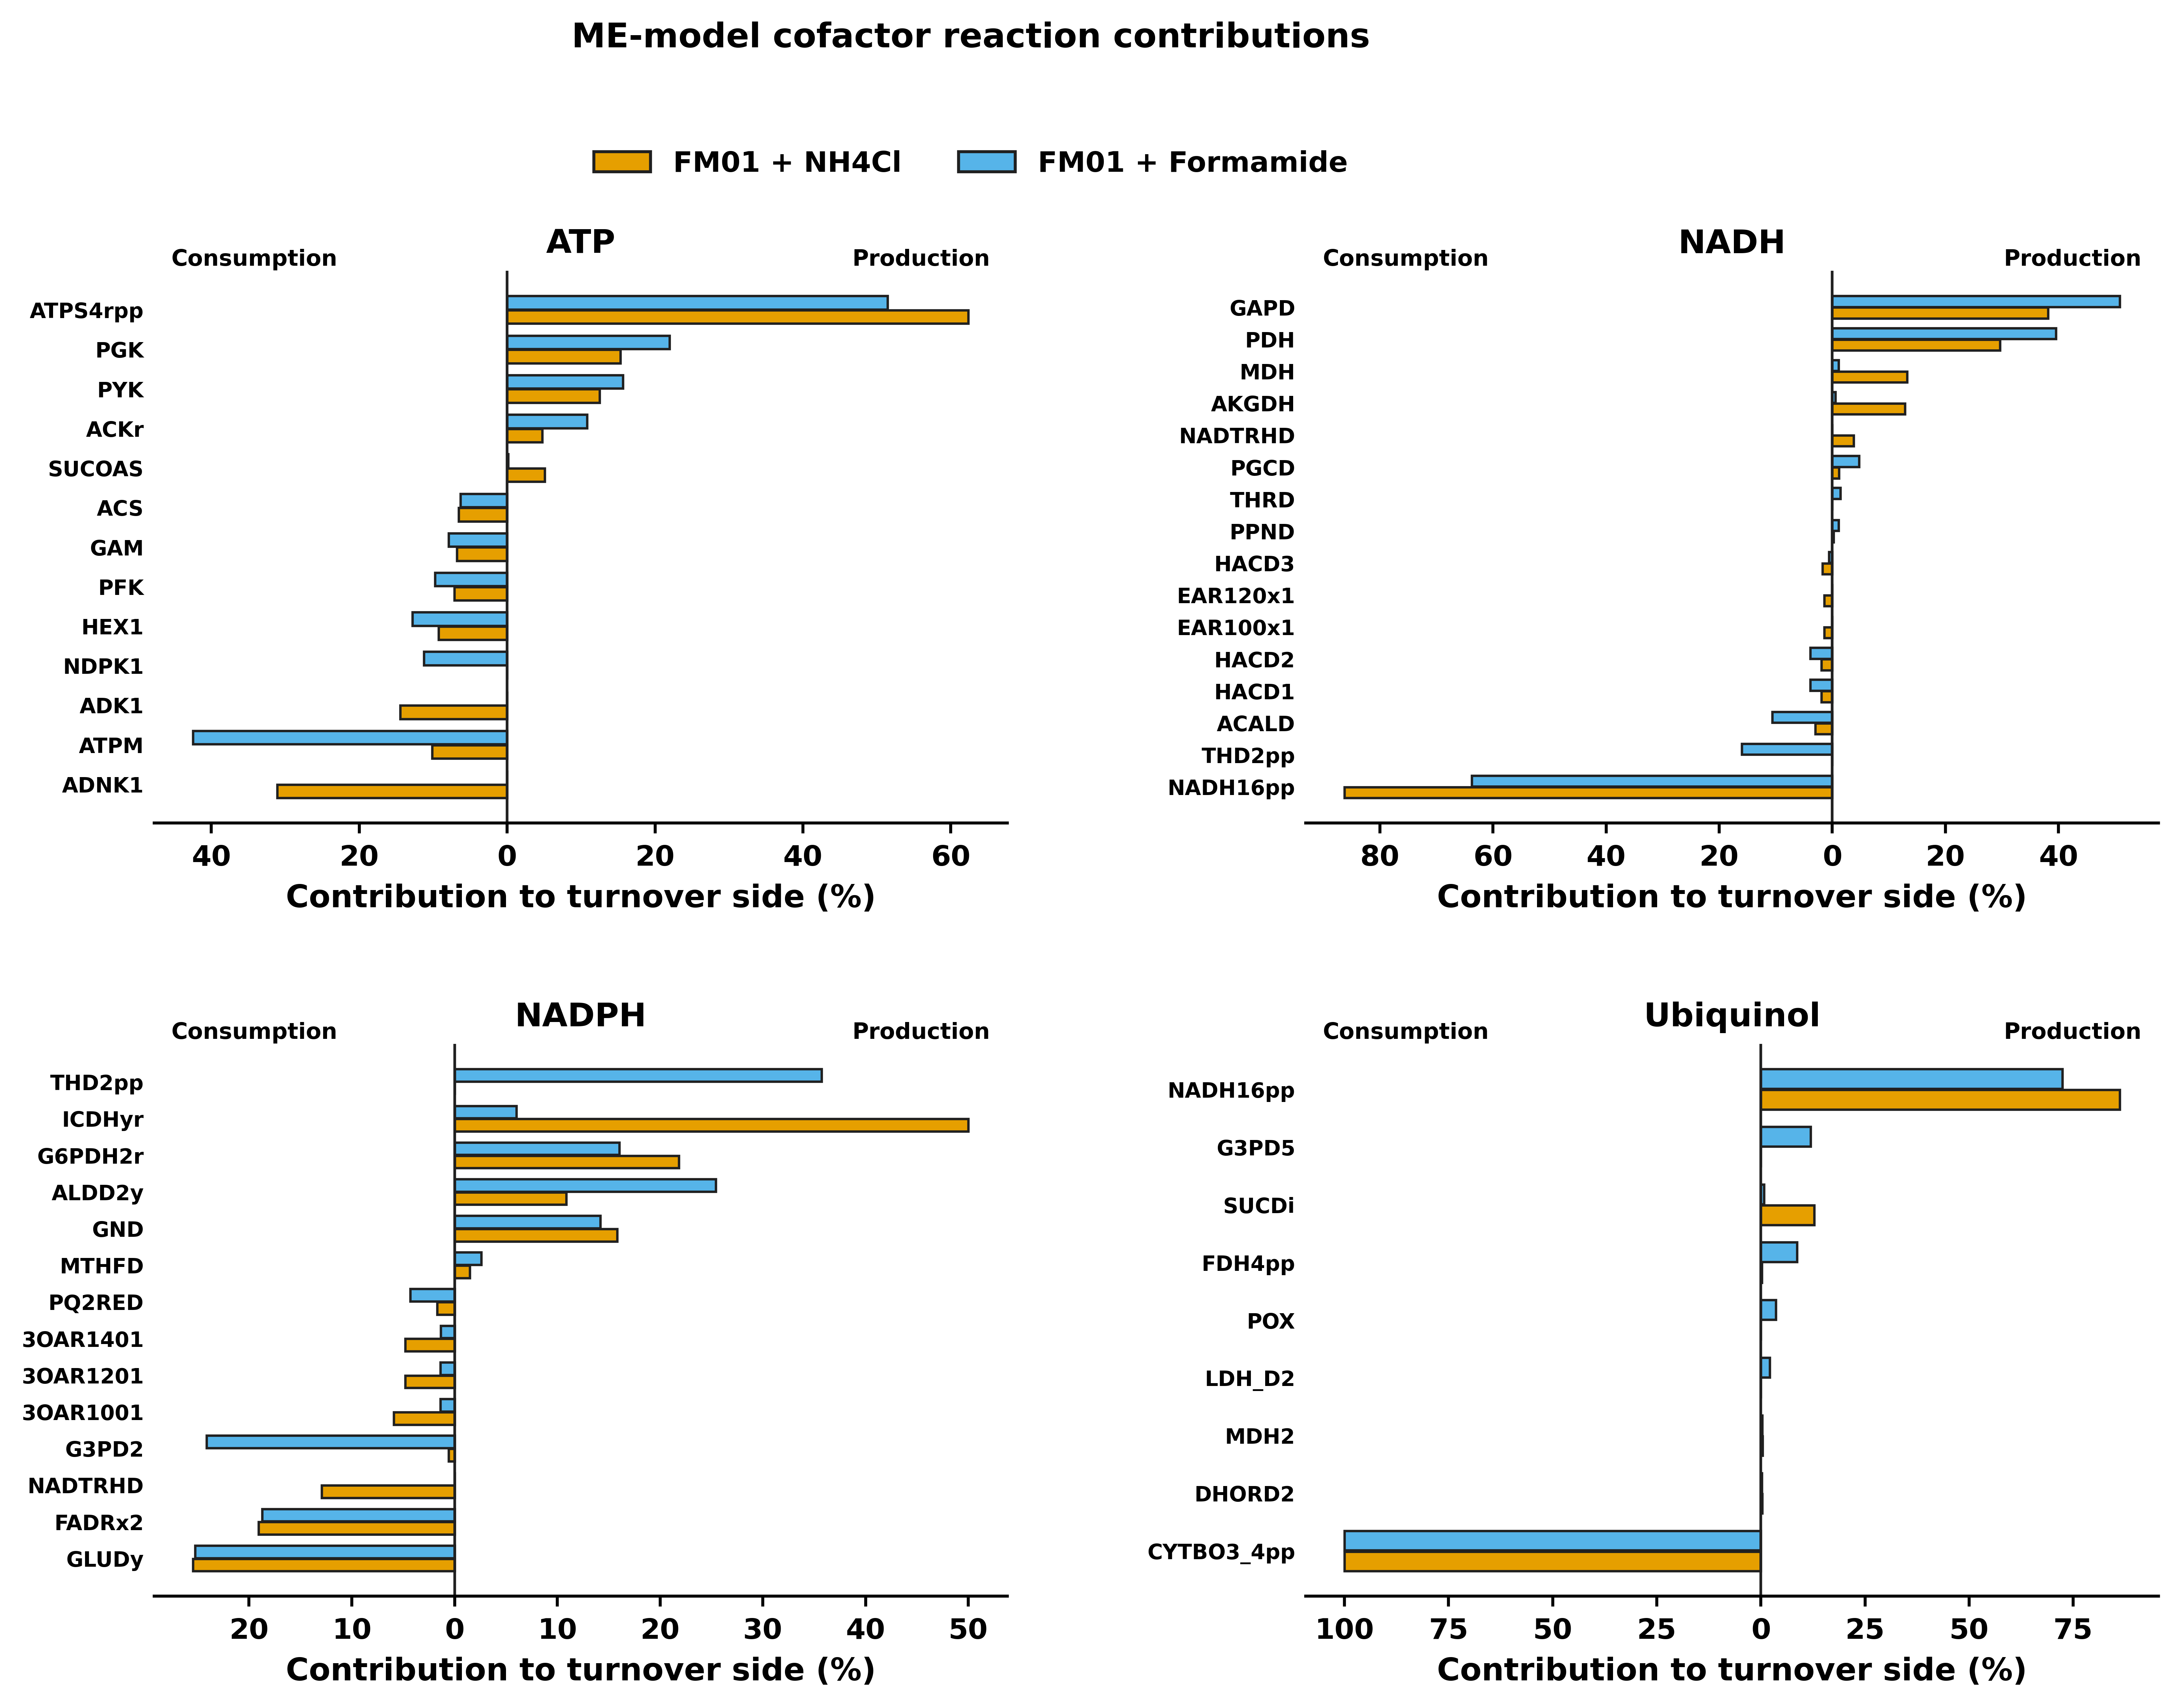 ME-model cofactor reaction contributions
FM01 + NH4Cl
FM01 + Formamide
ATP
Consumption
Production
ATPS4rpp
PGK
PYK
ACKr
SUCOAS
ACS
GAM
PFK
HEX1
NDPK1
ADK1
ATPM
ADNK1
40 20 0 20 40 60
Contribution to turnover side (%)
NADH
Consumption
Production
GAPD
PDH
MDH
AKGDH
NADTRHD
PGCD
THRD
PPND
HACD3
EAR120x1
EAR100x1
HACD2
HACD1
ACALD
THD2pp
NADH16pp
80 60 40 20 0 20 40
Contribution to turnover side (%)
NADPH
Consumption
Production
THD2pp
ICDHyr
G6PDH2r
ALDD2y
GND
MTHFD
PQ2RED
3OAR1401
3OAR1201
3OAR1001
G3PD2
NADTRHD
FADRx2
GLUDy
20 10 0 10 20 30 40 50
Contribution to turnover side (%)
Ubiquinol
Consumption
Production
NADH16pp
G3PD5
SUCDi
FDH4pp
POX
LDH_D2
MDH2
DHORD2
CYTBO3_4pp
100 75 50 25 0 25 50 75
Contribution to turnover side (%)